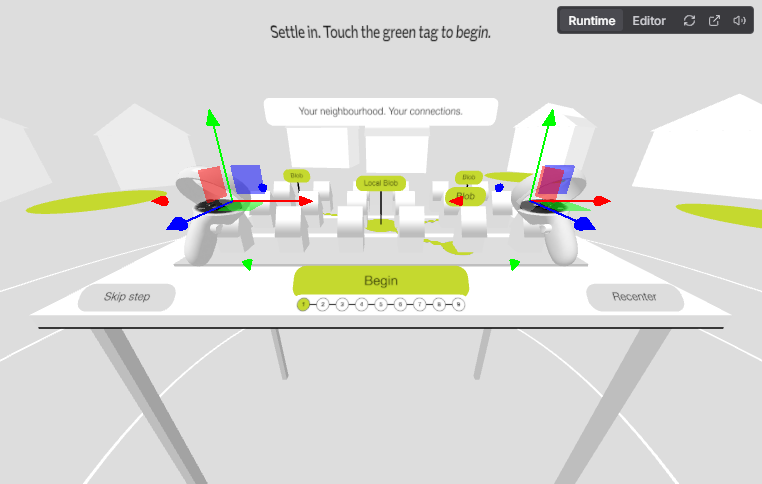 Runtime Editor
Settle in. Touch the green tag to begin.
Your neighbourhood. Your connections.
Blob
Local Blob
Blob
Blob
Begin
Skip step
Recenter
1 2 3 4 5 6 7 8 9